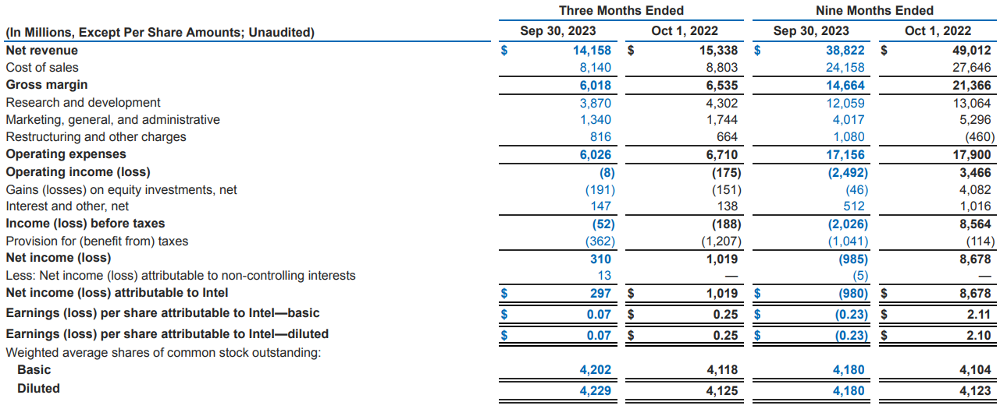 Three Months Ended Nine Months Ended
(In Millions, Except Per Share Amounts; Unaudited) Sep 30, 2023 Oct 1, 2022 Sep 30, 2023 Oct 1, 2022
Net revenue $ 14,158 $ 15,338 $ 38,822 $ 49,012
Cost of sales 8,140 8,803 24,158 27,646
Gross margin 6,018 6,535 14,664 21,366
Research and development 3,870 4,302 12,059 13,064
Marketing, general, and administrative 1,340 1,744 4,017 5,296
Restructuring and other charges 816 664 1,080 (460)
Operating expenses 6,026 6,710 17,156 17,900
Operating income (loss) (8) (175) (2,492) 3,466
Gains (losses) on equity investments, net (191) (151) (46) 4,082
Interest and other, net 147 138 512 1,016
Income (loss) before taxes (52) (188) (2,026) 8,564
Provision for (benefit from) taxes (362) (1,207) (1,041) (114)
Net income (loss) 310 1,019 (985) 8,678
Less: Net income (loss) attributable to non-controlling interests 13 — (5) —
Net income (loss) attributable to Intel $ 297 $ 1,019 $ (980) $ 8,678
Earnings (loss) per share attributable to Intel—basic $ 0.07 $ 0.25 $ (0.23) $ 2.11
Earnings (loss) per share attributable to Intel—diluted $ 0.07 $ 0.25 $ (0.23) $ 2.10
Weighted average shares of common stock outstanding:
Basic 4,202 4,118 4,180 4,104
Diluted 4,229 4,125 4,180 4,123